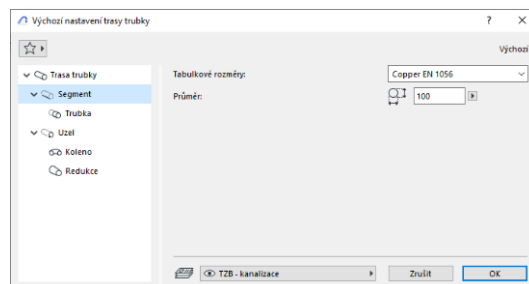 Výchozí nastavení trasy trubky
? ×
Výchozí
Trasa trubky
Segment
Trubka
Uzel
Koleno
Redukce
Tabulkové rozměry: Copper EN 1056
Průměr: 100
TZB - kanalizace
Zrušit
OK